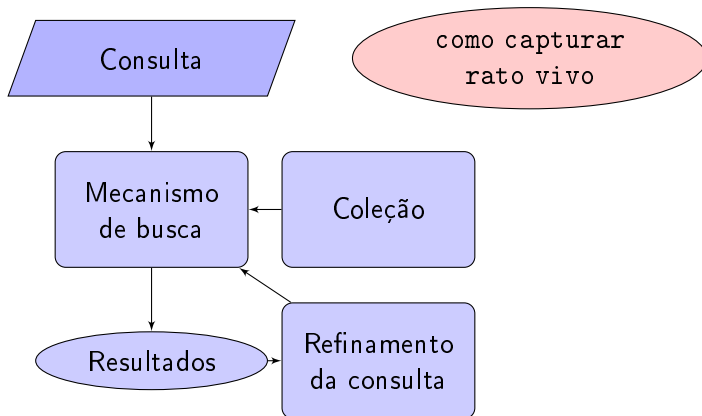 Consulta
como capturar
rato vivo
Mecanismo
de busca
Coleção
Resultados
Refinamento
da consulta